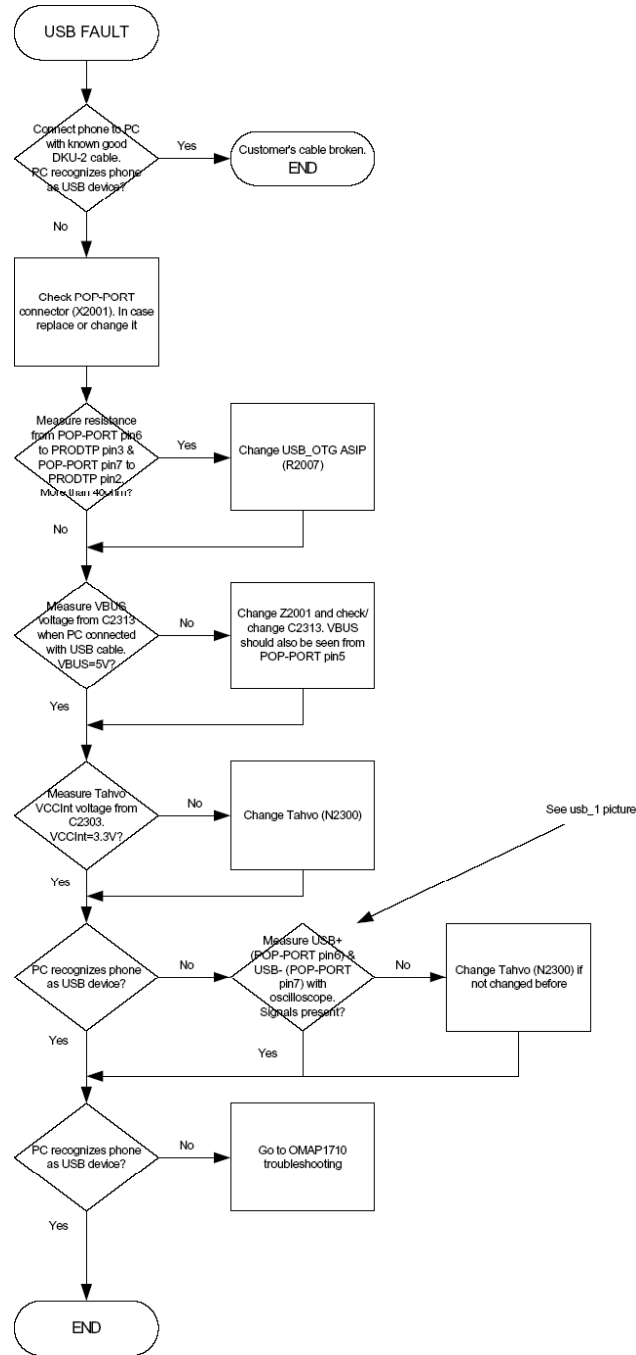 USB FAULT
Connect phone to PC
with known good
DKU-2 cable.
PC recognizes phone
as USB device?
Yes
Customer's cable broken.
END
No
Check POP-PORT
connector (X2001). In case
replace or change it
Measure resistance
from POP-PORT pin6
to PRODTP pin3 &
POP-PORT pin7 to
PRODTP pin2.
More than 40ohm?
Yes
Change USB_OTG ASIP
(R2007)
No
Measure VBUS
voltage from C2313
when PC connected
with USB cable.
VBUS=5V?
No
Change Z2001 and check/
change C2313. VBUS
should also be seen from
POP-PORT pin5
Yes
Measure Tahvo
VCCInt voltage from
C2303.
VCCInt=3.3V?
No
Change Tahvo (N2300)
See usb_1 picture
Yes
PC recognizes phone
as USB device?
No
Measure USB+
(POP-PORT pin6) &
USB- (POP-PORT
pin7) with
oscilloscope.
Signals present?
No
Change Tahvo (N2300) if
not changed before
Yes
Yes
PC recognizes phone
as USB device?
No
Go to OMAP1710
troubleshooting
Yes
END